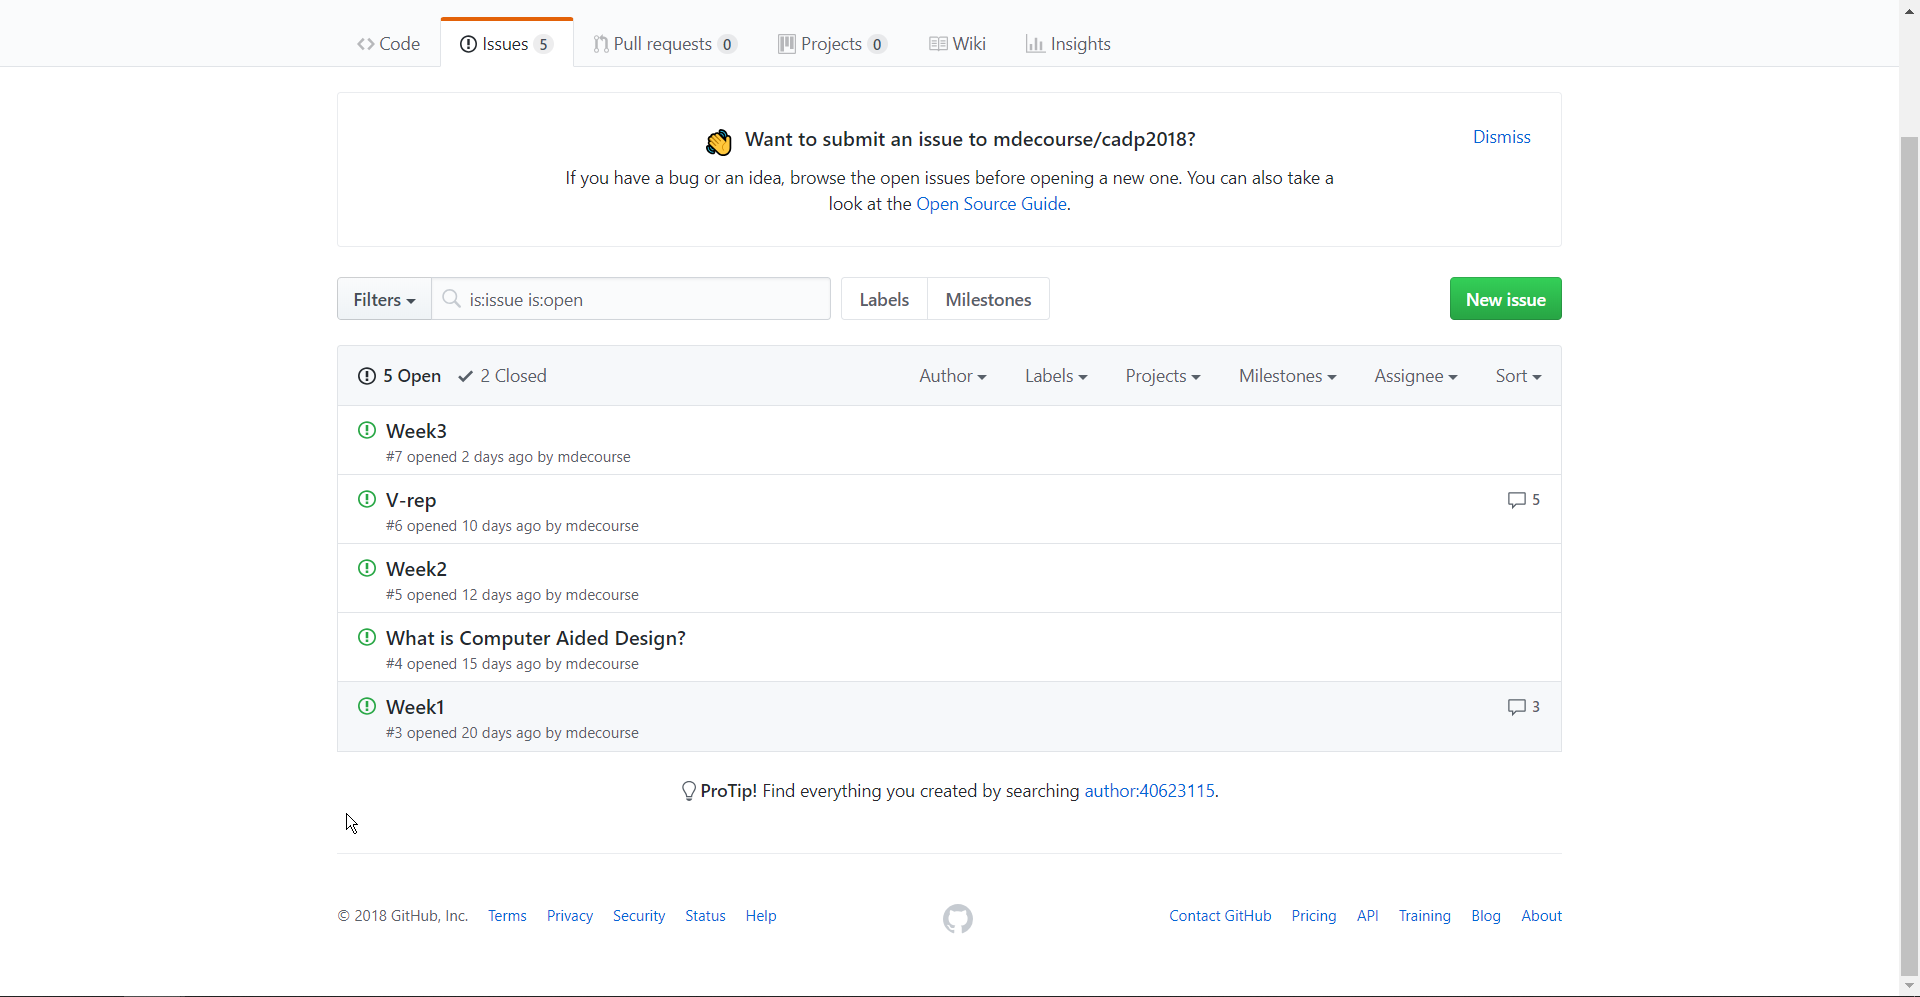 Code Issues 5 Pull requests 0 Projects 0 Wiki Insights
Want to submit an issue to mdecourse/cadp2018?
Dismiss
If you have a bug or an idea, browse the open issues before opening a new one. You can also take a
look at the Open Source Guide.
Filters is:issue is:open Labels Milestones New issue
5 Open 2 Closed Author Labels Projects Milestones Assignee Sort
Week3
#7 opened 2 days ago by mdecourse
V-rep 5
#6 opened 10 days ago by mdecourse
Week2
#5 opened 12 days ago by mdecourse
What is Computer Aided Design?
#4 opened 15 days ago by mdecourse
Week1 3
#3 opened 20 days ago by mdecourse
ProTip! Find everything you created by searching author:40623115.
© 2018 GitHub, Inc. Terms Privacy Security Status Help Contact GitHub Pricing API Training Blog About